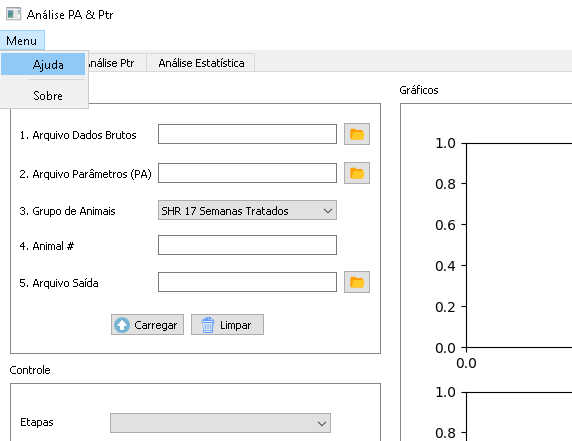 Análise PA & Ptr
Menu
Ajuda
Análise Ptr
Análise Estatística
Sobre
Gráficos
1. Arquivo Dados Brutos
2. Arquivo Parâmetros (PA)
3. Grupo de Animais
SHR 17 Semanas Tratados
4. Animal #
5. Arquivo Saída
Carregar
Limpar
1.0
0.8
0.6
0.4
0.2
0.0
0.0
Controle
Etapas
1.0
0.8